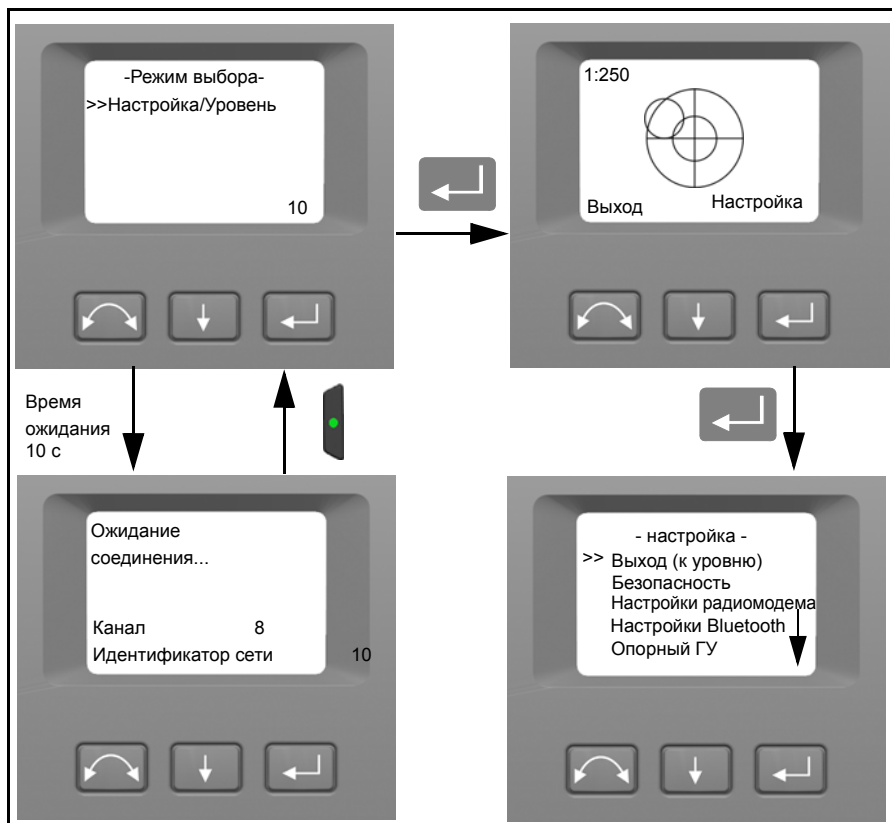 -Режим выбора-
>>Настройка/Уровень
10
1:250
Выход Настройка
Время
ожидания
10 с
Ожидание
соединения...
Канал 8
Идентификатор сети 10
- настройка -
>> Выход (к уровню)
Безопасность
Настройки радиомодема
Настройки Bluetooth
Опорный ГУ